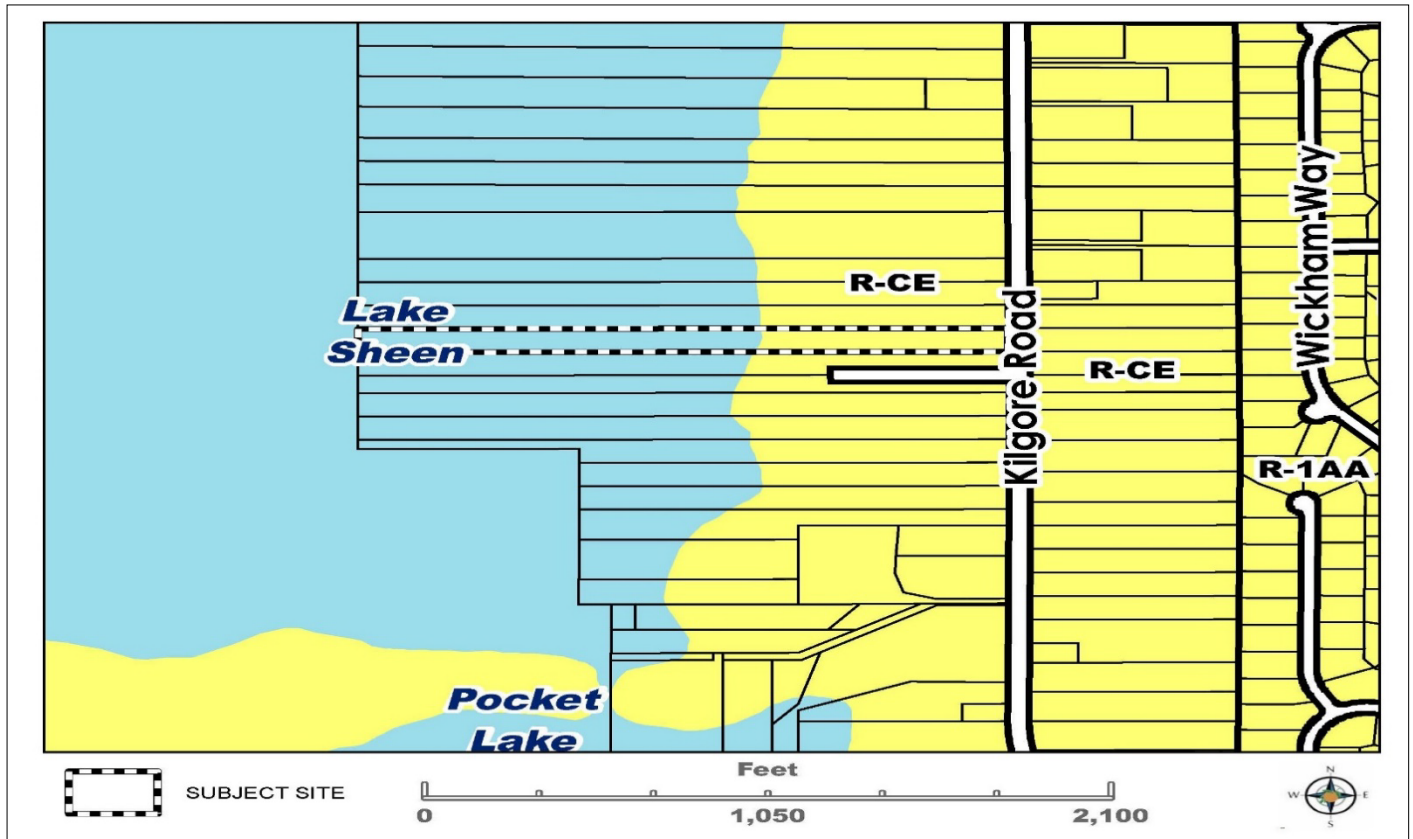 R-CE
Lake
Sheen
Kilgore Road
R-CE
Wickham Way
R-1AA
Pocket
Lake
SUBJECT SITE
Feet
0
1,050
2,100
N
W
E
S